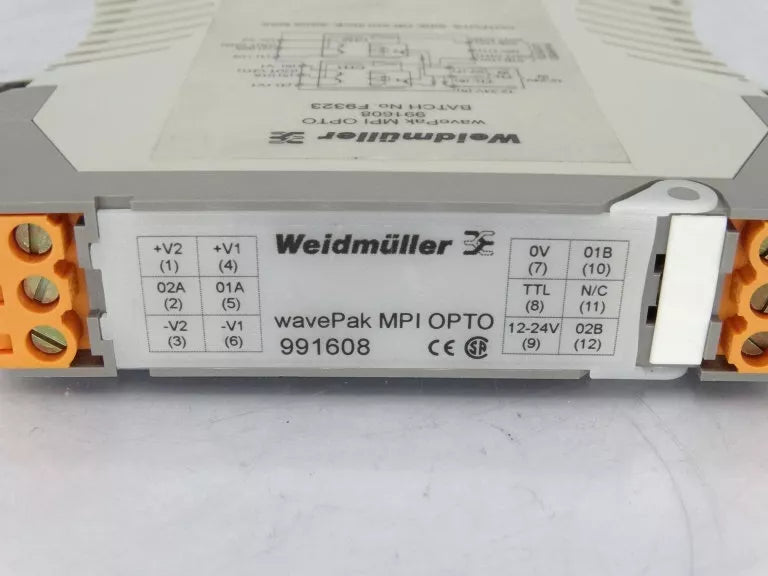 Weidmüller
wavePak MPI OPTO
991608
BATCH No. F9323
+V2 +V1
(1) (4)
02A 01A
(2) (5)
-V2 -V1
(3) (6)
Weidmüller
wavePak MPI OPTO
991608 CE SA
0V 01B
(7) (10)
TTL N/C
(8) (11)
12-24V 02B
(9) (12)